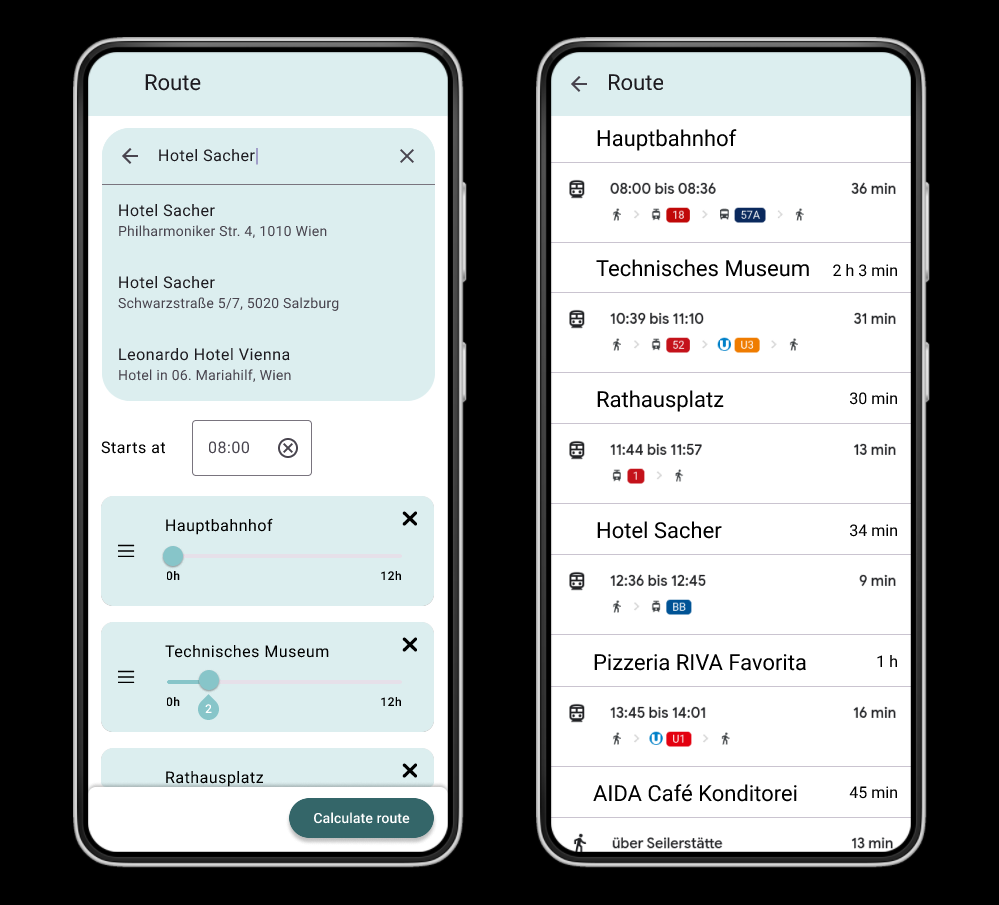 Route
Hotel Sacher
Hotel Sacher
Philharmoniker Str. 4, 1010 Wien
Hotel Sacher
Schwarzstraße 5/7, 5020 Salzburg
Leonardo Hotel Vienna
Hotel in 06. Mariahilf, Wien
Starts at 08:00
Hauptbahnhof
0h 12h
Technisches Museum
0h 12h
2
Rathausplatz
Calculate route
Route
Hauptbahnhof
08:00 bis 08:36 36 min
18 57A
Technisches Museum 2 h 3 min
10:39 bis 11:10 31 min
52 U U3
Rathausplatz 30 min
11:44 bis 11:57 13 min
1
Hotel Sacher 34 min
12:36 bis 12:45 9 min
BB
Pizzeria RIVA Favorita 1 h
13:45 bis 14:01 16 min
U U1
AIDA Café Konditorei 45 min
über Seilerstätte 13 min